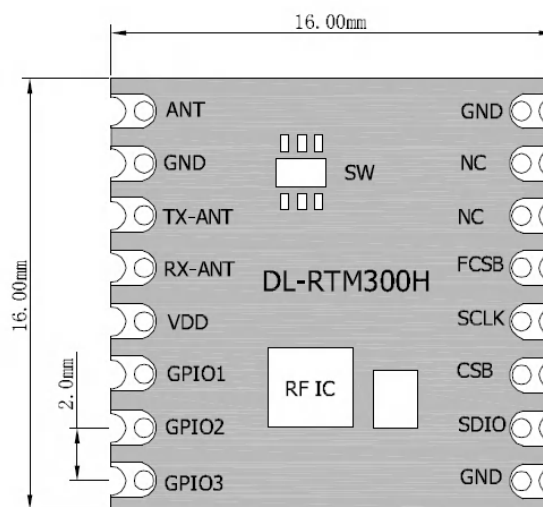 16.00mm
ANT GND
GND SW NC
TX-ANT NC
RX-ANT DL-RTM300H FCSB
16.00mm
VDD SCLK
GPIO1 RF IC CSB
2.0mm
GPIO2 SDIO
GPIO3 GND